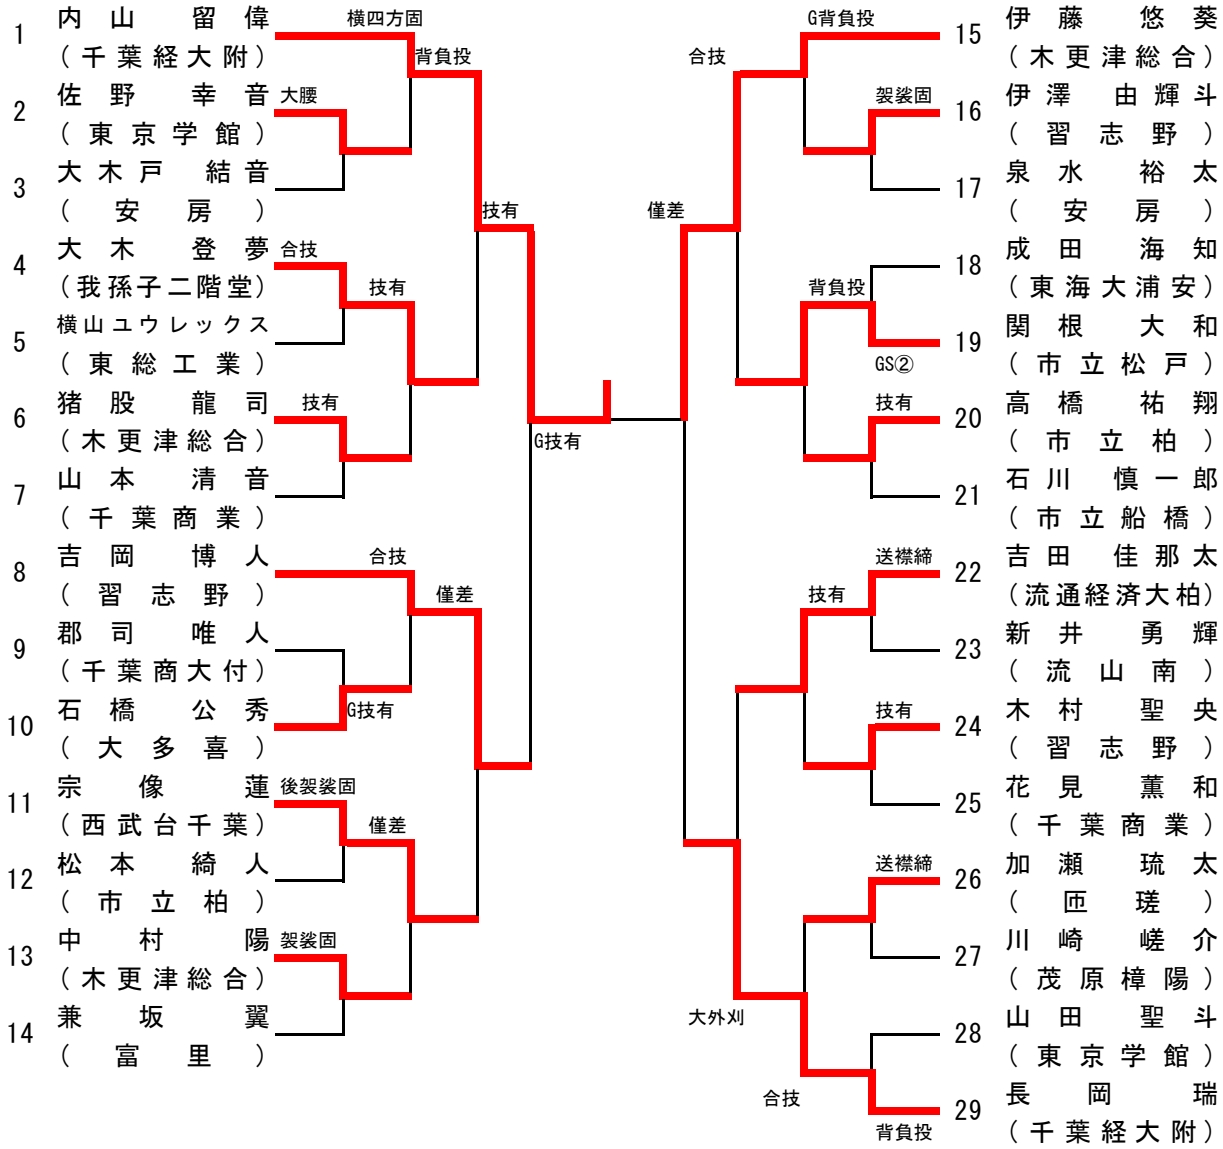 1 内山 留偉 (千葉経大附)
2 佐野 幸音 (東京学館)
3 大木戸 結音 (安房)
4 大木 登夢 (我孫子二階堂)
5 横山ユウレックス (東総工業)
6 猪股 龍司 (木更津総合)
7 山本 清音 (千葉商業)
8 吉岡 博人 (習志野)
9 郡司 唯人 (千葉商大付)
10 石橋 公秀 (大多喜)
11 宗像 蓮 (西武台千葉)
12 松本 綺人 (市立柏)
13 中村 陽 (木更津総合)
14 兼坂 翼 (富里)
横四方固
背負投
大腰
技有
合技
技有
技有
G技有
合技
僅差
G技有
後袈裟固
僅差
袈裟固
G背負投
合技
袈裟固
僅差
背負投
GS②
技有
送襟締
技有
技有
送襟締
大外刈
合技
背負投
15 伊藤 悠葵 (木更津総合)
16 伊澤 由輝斗 (習志野)
17 泉水 裕太 (安房)
18 成田 海知 (東海大浦安)
19 関根 大和 (市立松戸)
20 高橋 祐翔 (市立柏)
21 石川 慎一郎 (市立船橋)
22 吉田 佳那太 (流通経済大柏)
23 新井 勇輝 (流山南)
24 木村 聖央 (習志野)
25 花見 薫和 (千葉商業)
26 加瀬 琉太 (匝瑳)
27 川崎 嵯介 (茂原樟陽)
28 山田 聖斗 (東京学館)
29 長岡 瑞 (千葉経大附)